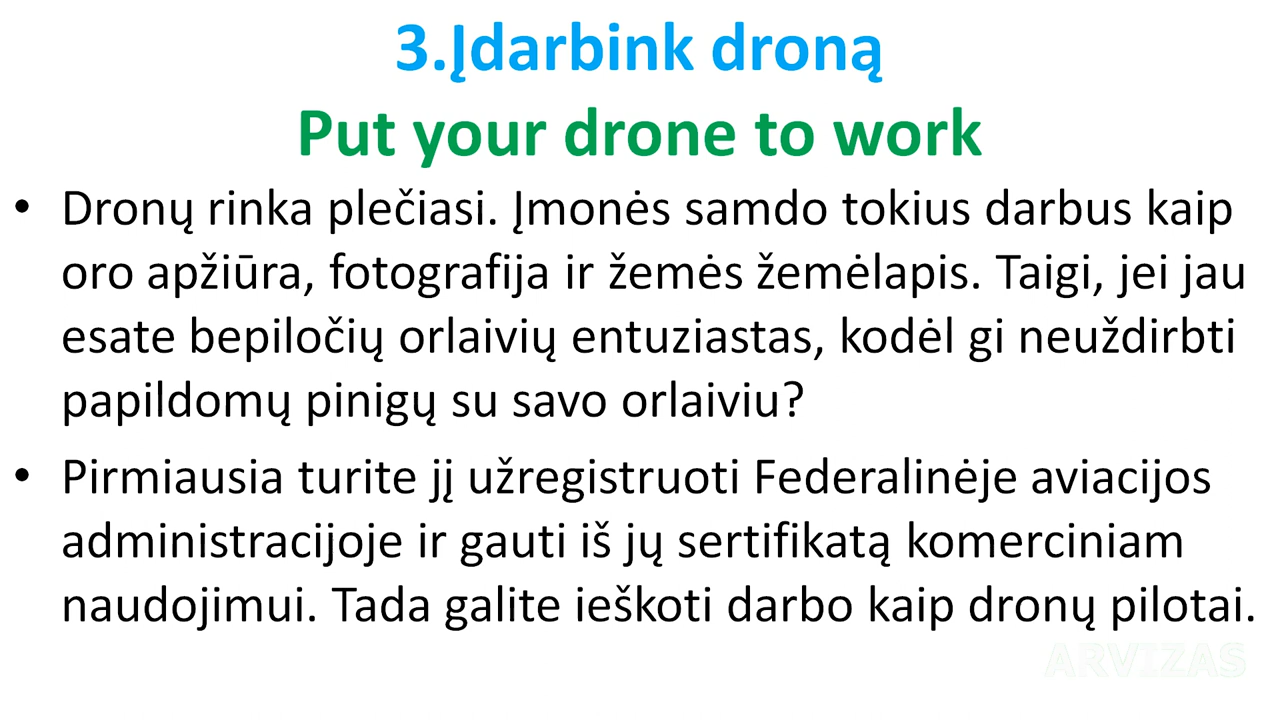 3.Įdarbink droną
Put your drone to work
• Dronų rinka plečiasi. Įmonės samdo tokius darbus kaip
oro apžiūra, fotografija ir žemės žemėlapis. Taigi, jei jau
esate bepiločių orlaivių entuziastas, kodėl gi neuždirbti
papildomų pinigų su savo orlaiviu?
• Pirmiausia turite jį užregistruoti Federalinėje aviacijos
administracijoje ir gauti iš jų sertifikatą komerciniam
naudojimui. Tada galite ieškoti darbo kaip dronų pilotai.
ARVIZAS